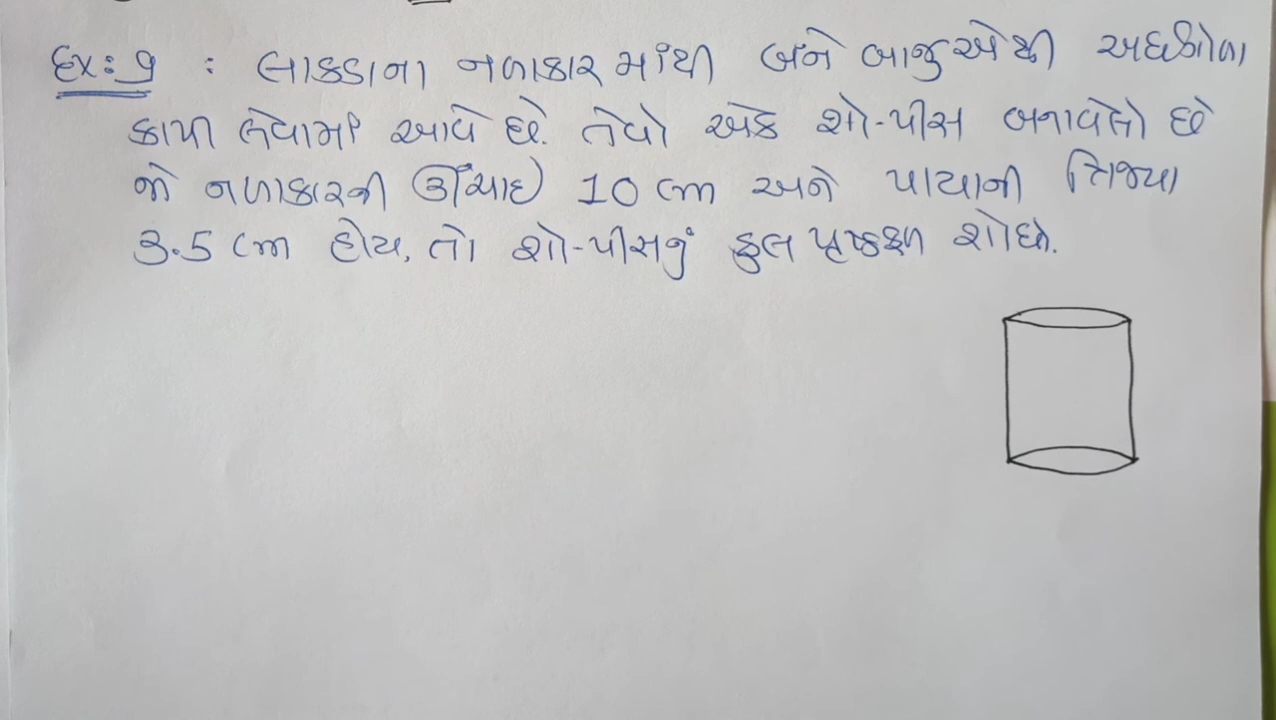 Ex: 9 : લાકડાના નળાકારમાંથી બંને બાજુએથી અર્ધગોળા
કાપી લેવામાં આવે છે. તેવો એક શો-પીસ બનાવેલો છે
જો નળાકારની ઊંચાઈ 10 cm અને પાયાની ત્રિજ્યા
3.5 cm હોય, તો શો-પીસનું કુલ પૃષ્ઠફળ શોધો.